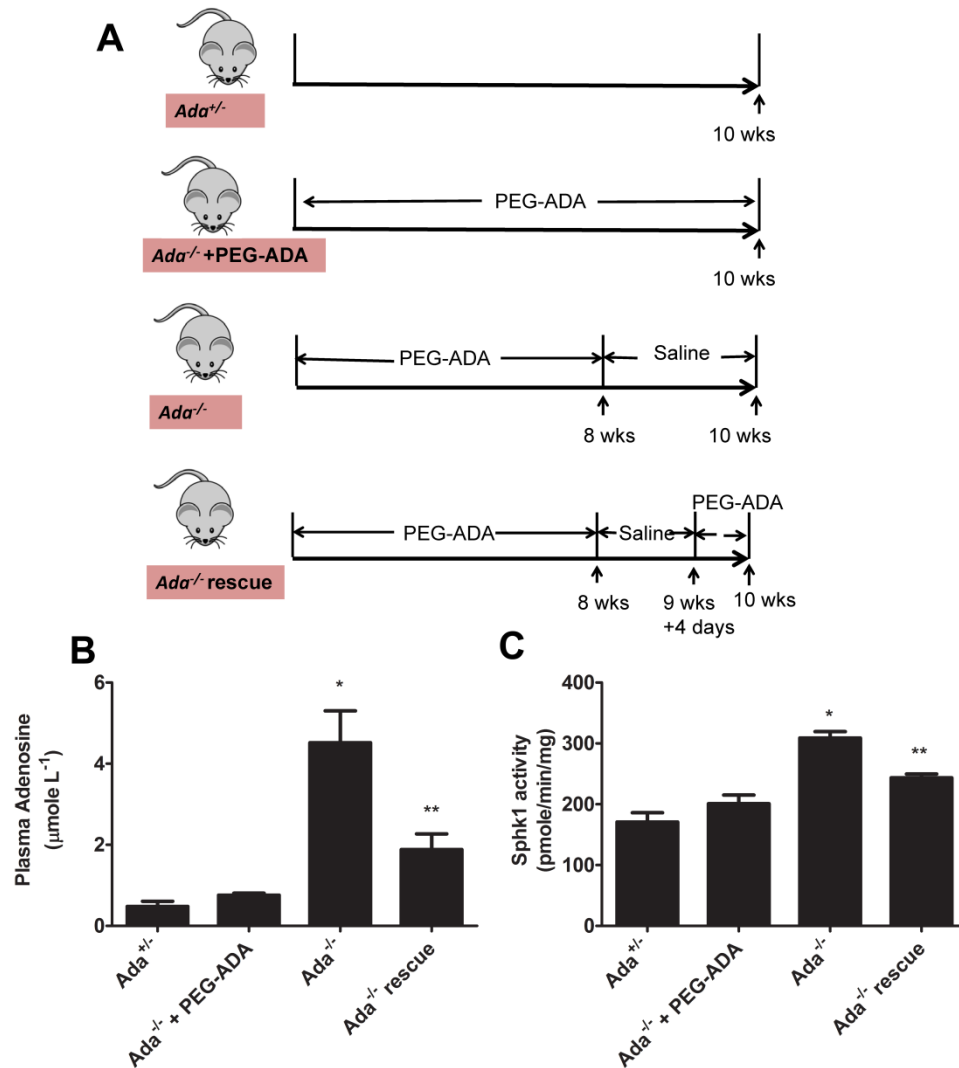 A
Ada+/-
10 wks
PEG-ADA
Ada-/- +PEG-ADA
10 wks
PEG-ADA
Saline
Ada-/-
8 wks
10 wks
PEG-ADA
PEG-ADA
Saline
Ada-/- rescue
8 wks
9 wks
+4 days
10 wks
B
Plasma Adenosine
(μmole L-1)
6
4
2
0
*
**
Ada+/-
Ada-/- + PEG-ADA
Ada-/-
Ada-/- rescue
C
Sphk1 activity
(pmole/min/mg)
400
300
200
100
0
*
**
Ada+/-
Ada-/- + PEG-ADA
Ada-/-
Ada-/- rescue